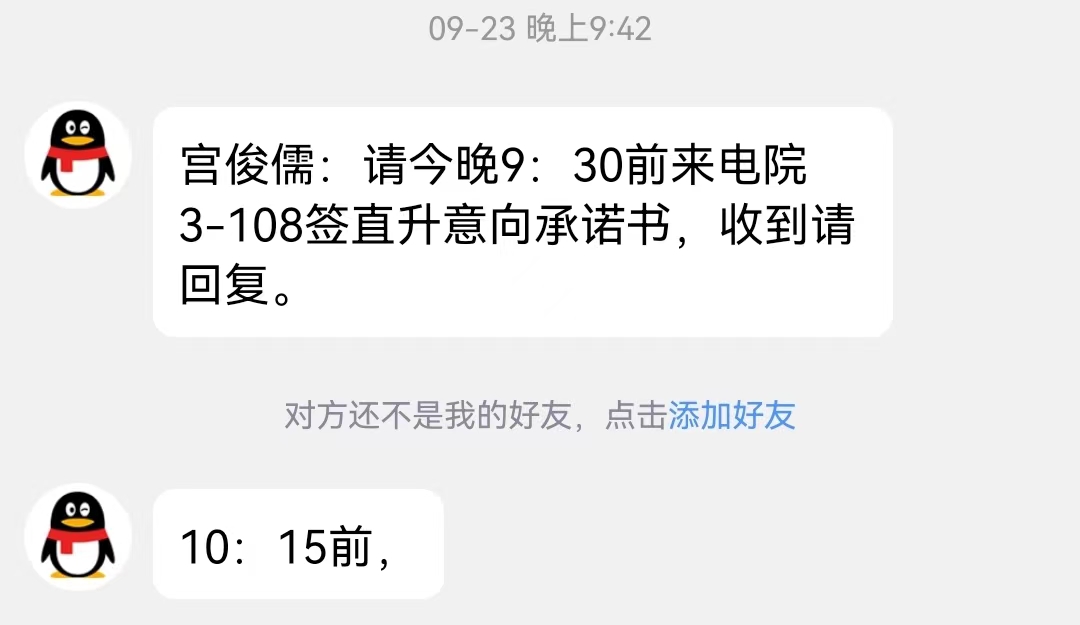 09-23 晚上9:42
宫俊儒：请今晚9：30前来电院
3-108签直升意向承诺书，收到请
回复。
对方还不是我的好友，点击添加好友
10：15前，